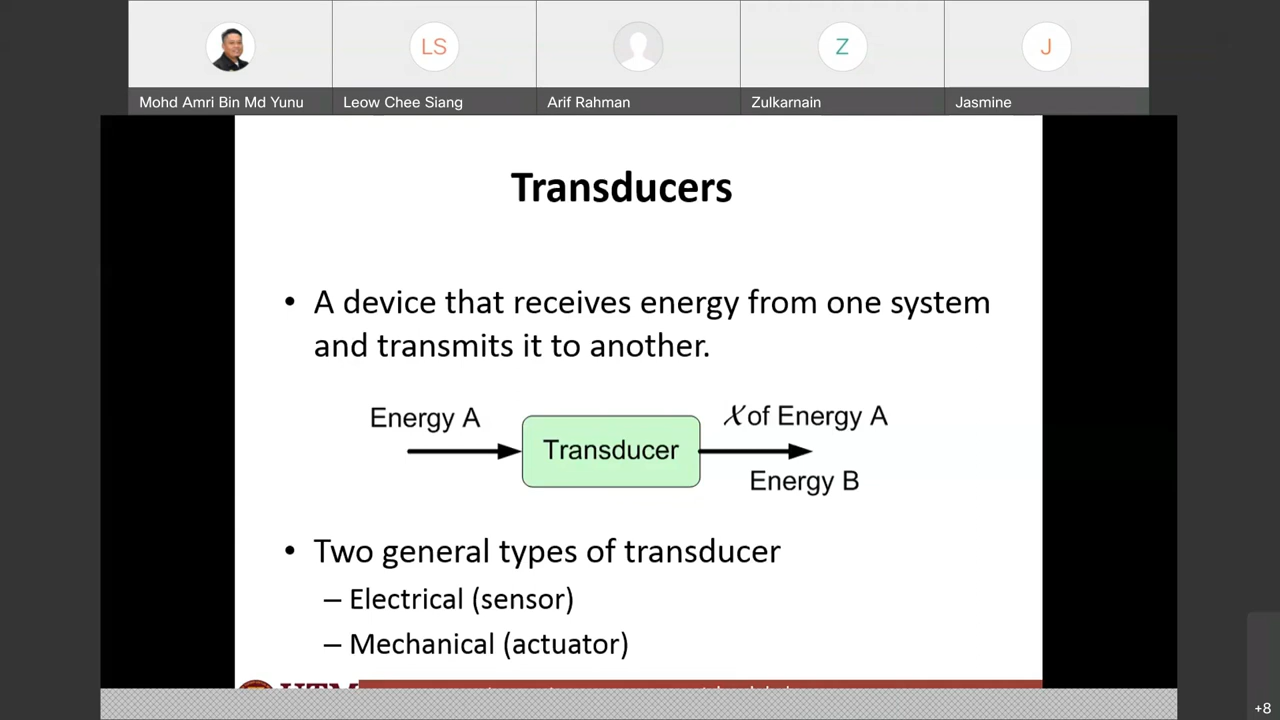 LS
Z
J
Mohd Amri Bin Md Yunu
Leow Chee Siang
Arif Rahman
Zulkarnain
Jasmine
Transducers
• A device that receives energy from one system
and transmits it to another.
Energy A
Transducer
X of Energy A
Energy B
• Two general types of transducer
– Electrical (sensor)
– Mechanical (actuator)
UTM
+8